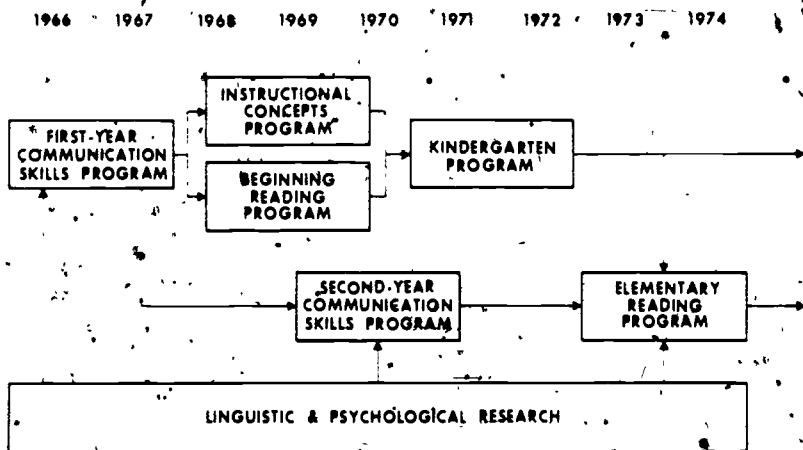 1966 1967 1968 1969 1970 1971 1972 1973 1974
INSTRUCTIONAL
CONCEPTS
PROGRAM
FIRST-YEAR
COMMUNICATION
SKILLS PROGRAM
KINDERGARTEN
PROGRAM
BEGINNING
READING
PROGRAM
SECOND-YEAR
COMMUNICATION
SKILLS PROGRAM
ELEMENTARY
READING
PROGRAM
LINGUISTIC & PSYCHOLOGICAL RESEARCH